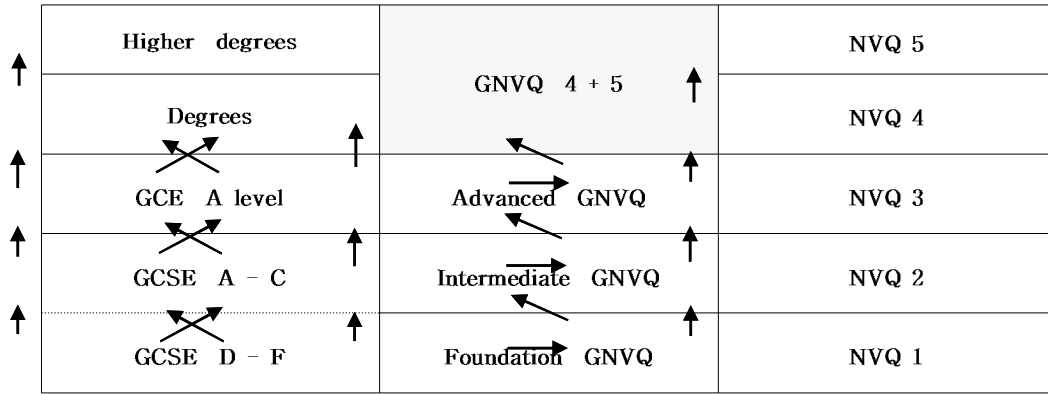 Higher degrees
GNVQ 4 + 5
NVQ 5
Degrees
NVQ 4
GCE A level
Advanced GNVQ
NVQ 3
GCSE A - C
Intermediate GNVQ
NVQ 2
GCSE D - F
Foundation GNVQ
NVQ 1